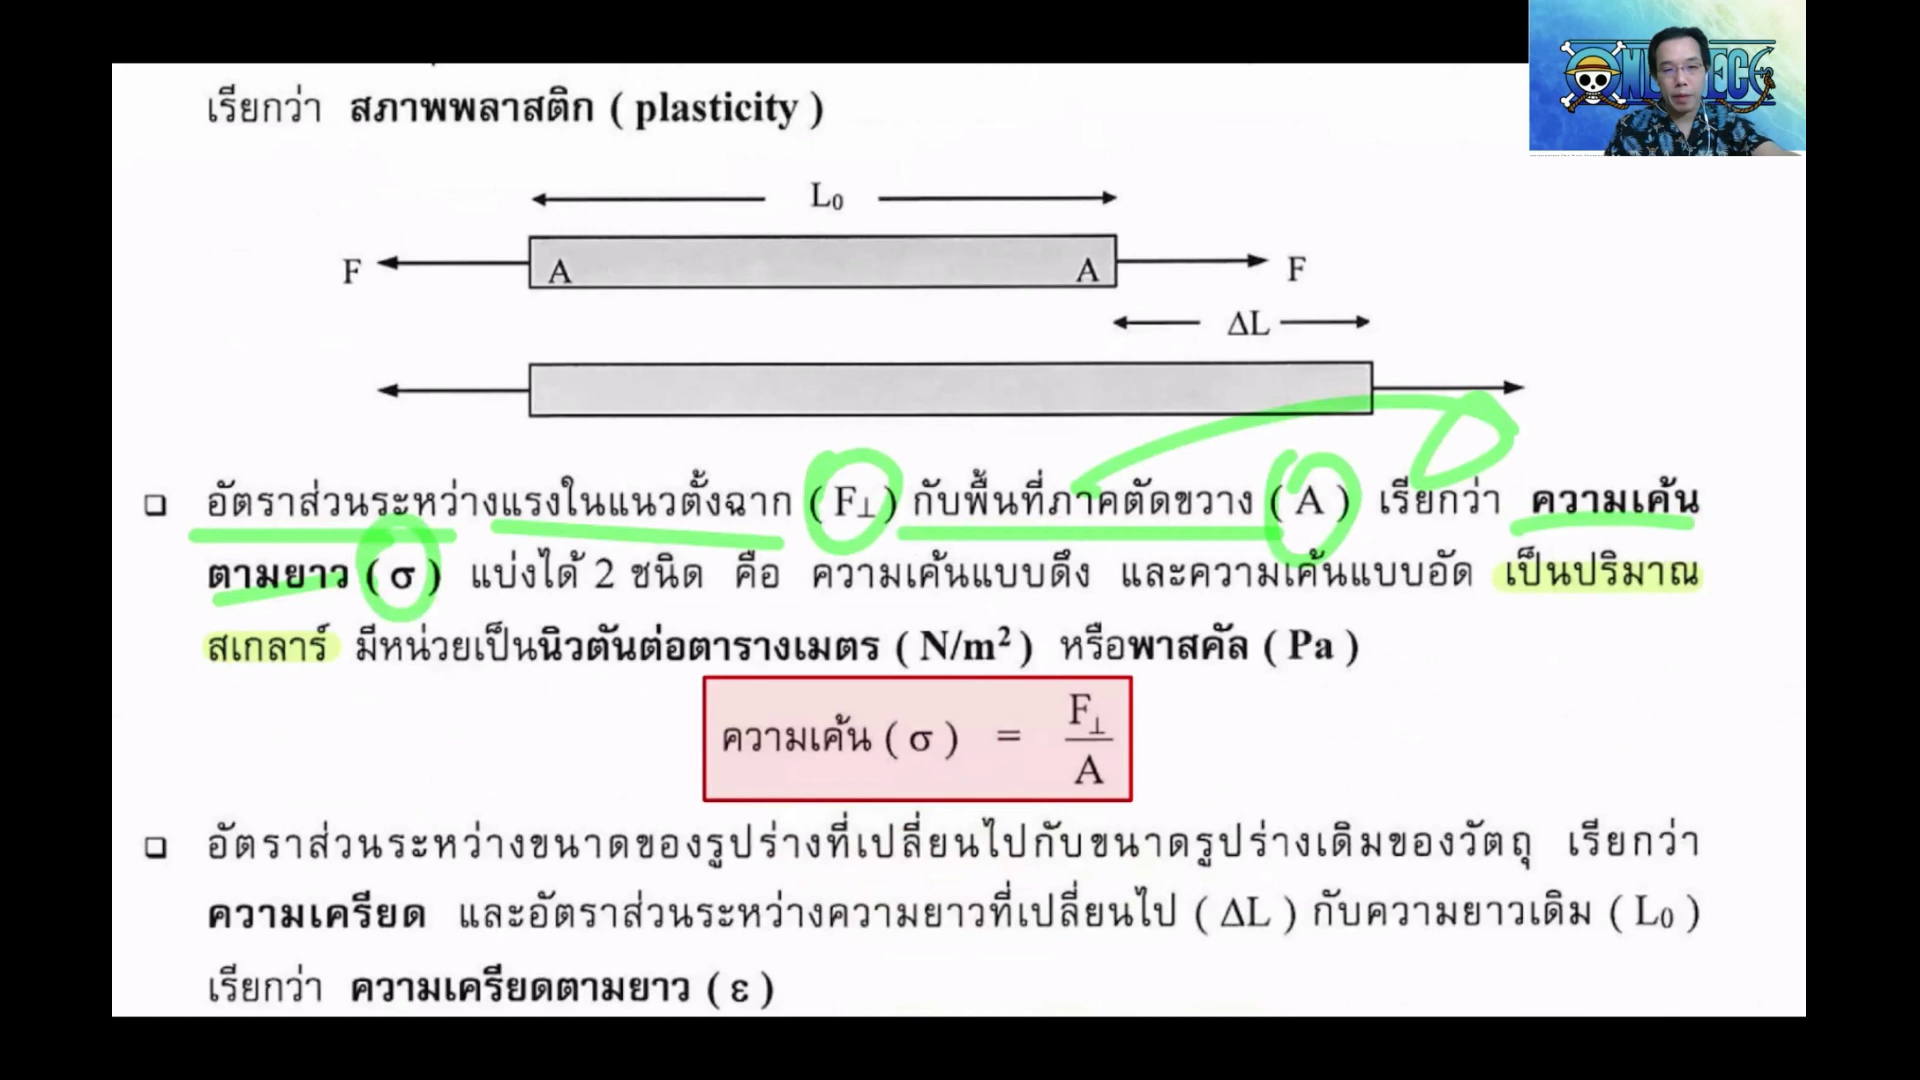 เรียกว่า สภาพพลาสติก ( plasticity )
L₀
F A A F
ΔL
❑ อัตราส่วนระหว่างแรงในแนวตั้งฉาก ( F⊥ ) กับพื้นที่ภาคตัดขวาง ( A ) เรียกว่า ความเค้น
ตามยาว ( σ ) แบ่งได้ 2 ชนิด คือ ความเค้นแบบดึง และความเค้นแบบอัด เป็นปริมาณ
สเกลาร์ มีหน่วยเป็นนิวตันต่อตารางเมตร ( N/m² ) หรือพาสคัล ( Pa )
ความเค้น ( σ ) = F⊥
A
❑ อัตราส่วนระหว่างขนาดของรูปร่างที่เปลี่ยนไปกับขนาดรูปร่างเดิมของวัตถุ เรียกว่า
ความเครียด และอัตราส่วนระหว่างความยาวที่เปลี่ยนไป ( ΔL ) กับความยาวเดิม ( L₀ )
เรียกว่า ความเครียดตามยาว ( ε )